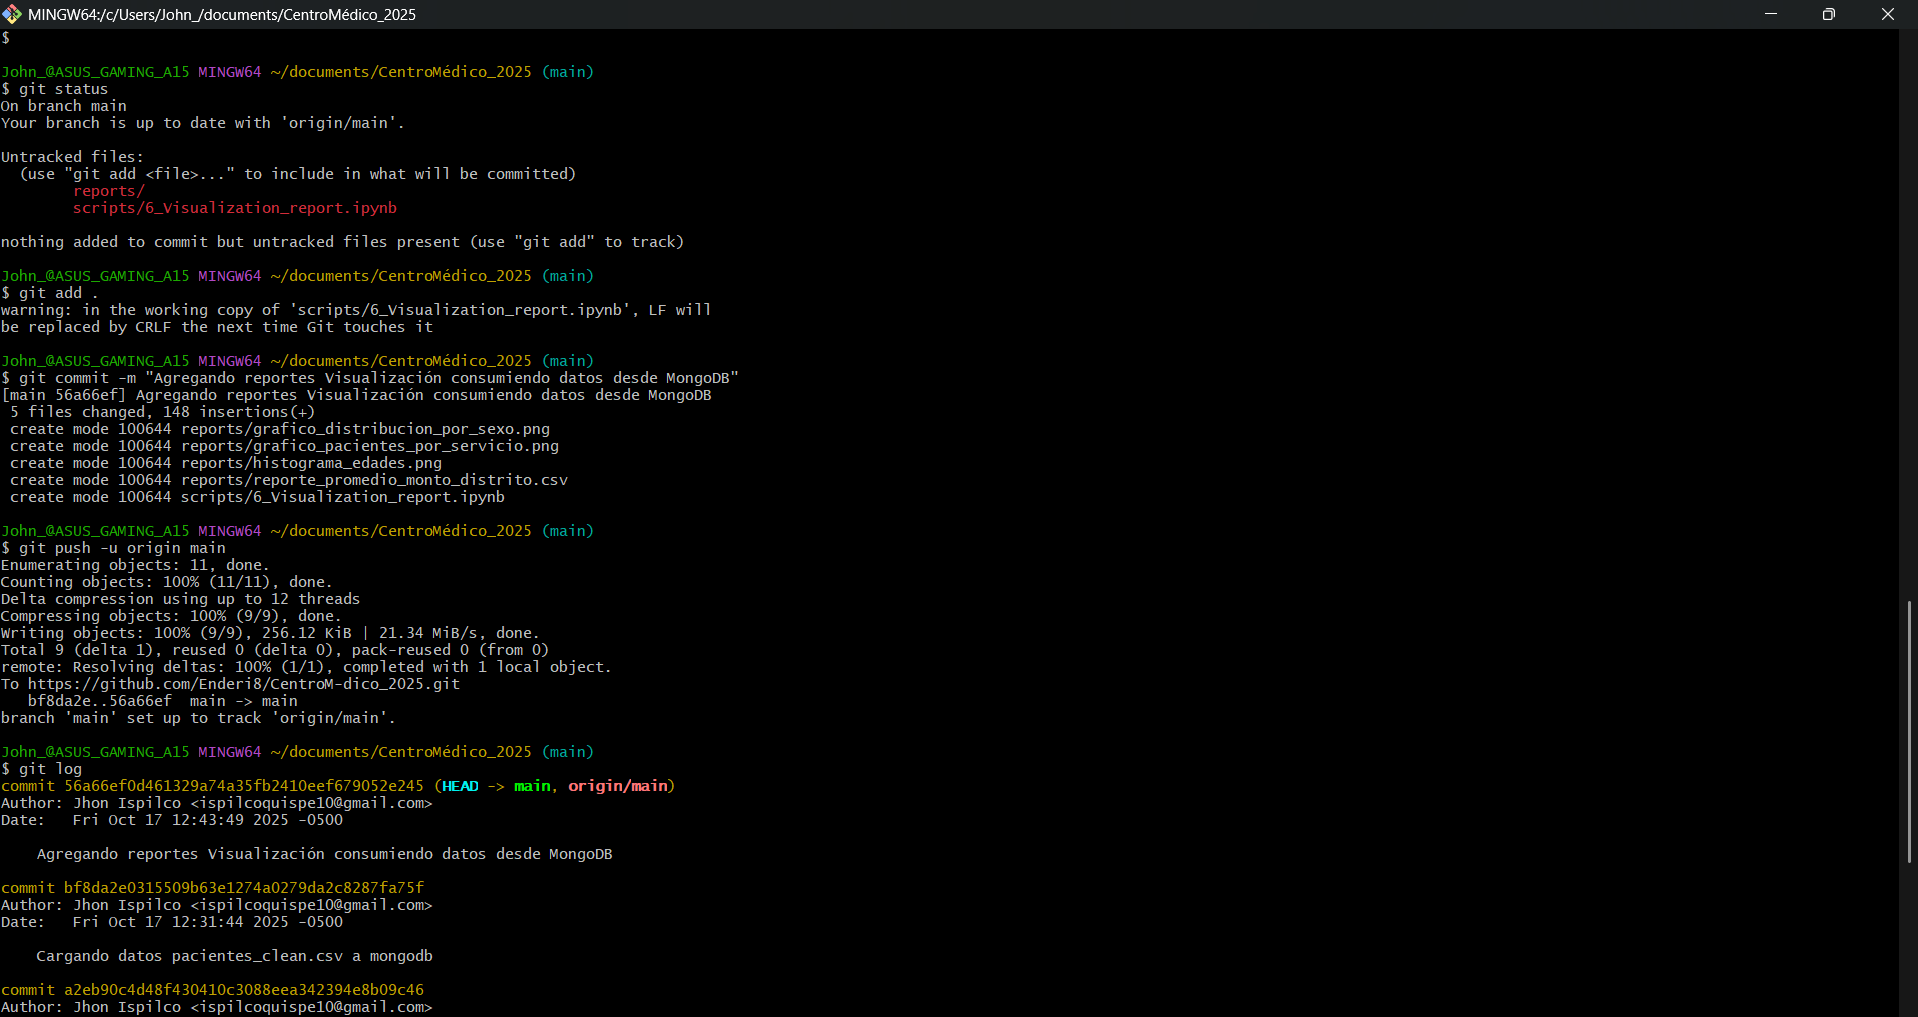 MINGW64:/c/Users/John_/documents/CentroMédico_2025
$
John_@ASUS_GAMING_A15 MINGW64 ~/documents/CentroMédico_2025 (main)
$ git status
On branch main
Your branch is up to date with 'origin/main'.
Untracked files:
  (use "git add <file>..." to include in what will be committed)
        reports/
        scripts/6_Visualization_report.ipynb
nothing added to commit but untracked files present (use "git add" to track)
John_@ASUS_GAMING_A15 MINGW64 ~/documents/CentroMédico_2025 (main)
$ git add .
warning: in the working copy of 'scripts/6_Visualization_report.ipynb', LF will
be replaced by CRLF the next time Git touches it
John_@ASUS_GAMING_A15 MINGW64 ~/documents/CentroMédico_2025 (main)
$ git commit -m "Agregando reportes Visualización consumiendo datos desde MongoDB"
[main 56a66ef] Agregando reportes Visualización consumiendo datos desde MongoDB
 5 files changed, 148 insertions(+)
 create mode 100644 reports/grafico_distribucion_por_sexo.png
 create mode 100644 reports/grafico_pacientes_por_servicio.png
 create mode 100644 reports/histograma_edades.png
 create mode 100644 reports/reporte_promedio_monto_distrito.csv
 create mode 100644 scripts/6_Visualization_report.ipynb
John_@ASUS_GAMING_A15 MINGW64 ~/documents/CentroMédico_2025 (main)
$ git push -u origin main
Enumerating objects: 11, done.
Counting objects: 100% (11/11), done.
Delta compression using up to 12 threads
Compressing objects: 100% (9/9), done.
Writing objects: 100% (9/9), 256.12 KiB | 21.34 MiB/s, done.
Total 9 (delta 1), reused 0 (delta 0), pack-reused 0 (from 0)
remote: Resolving deltas: 100% (1/1), completed with 1 local object.
To https://github.com/Enderi8/CentroM-dico_2025.git
   bf8da2e..56a66ef  main -> main
branch 'main' set up to track 'origin/main'.
John_@ASUS_GAMING_A15 MINGW64 ~/documents/CentroMédico_2025 (main)
$ git log
commit 56a66ef0d461329a74a35fb2410eef679052e245 (HEAD -> main, origin/main)
Author: Jhon Ispilco <ispilcoquispe10@gmail.com>
Date:   Fri Oct 17 12:43:49 2025 -0500
    Agregando reportes Visualización consumiendo datos desde MongoDB
commit bf8da2e0315509b63e1274a0279da2c8287fa75f
Author: Jhon Ispilco <ispilcoquispe10@gmail.com>
Date:   Fri Oct 17 12:31:44 2025 -0500
    Cargando datos pacientes_clean.csv a mongodb
commit a2eb90c4d48f430410c3088eea342394e8b09c46
Author: Jhon Ispilco <ispilcoquispe10@gmail.com>